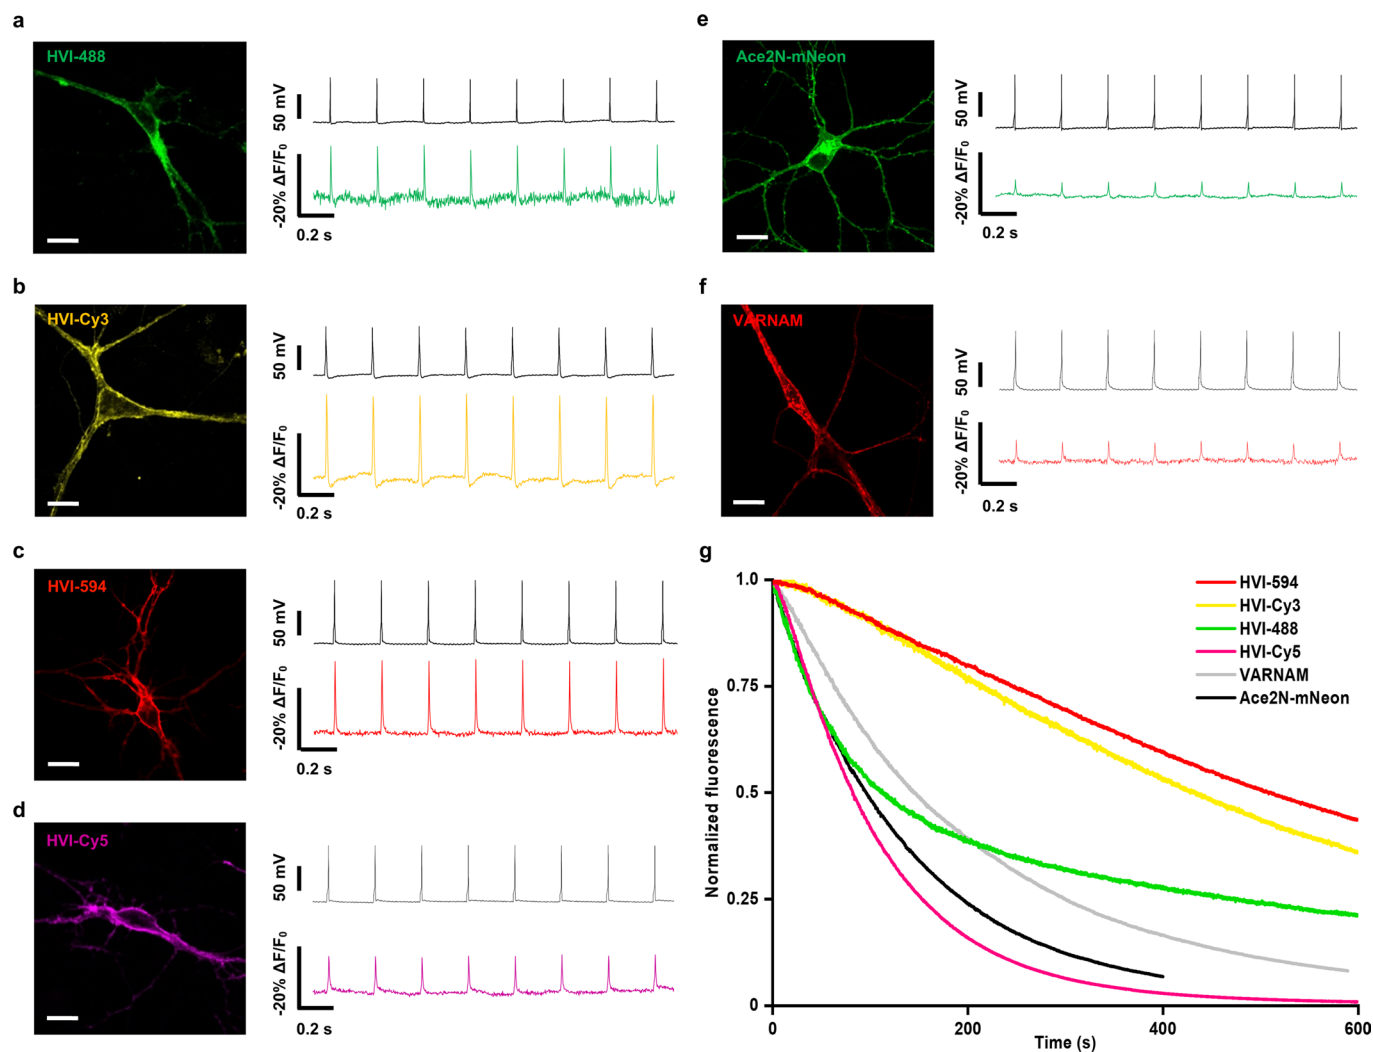 a
HVI-488
50 mV
-20% ΔF/F₀
0.2 s
b
HVI-Cy3
50 mV
-20% ΔF/F₀
0.2 s
c
HVI-594
50 mV
-20% ΔF/F₀
0.2 s
d
HVI-Cy5
50 mV
-20% ΔF/F₀
0.2 s
e
Ace2N-mNeon
50 mV
-20% ΔF/F₀
0.2 s
f
VARNAM
50 mV
-20% ΔF/F₀
0.2 s
g
Normalized fluorescence
1.0
0.75
0.5
0.25
0
0 200 400 600
Time (s)
HVI-594
HVI-Cy3
HVI-488
HVI-Cy5
VARNAM
Ace2N-mNeon